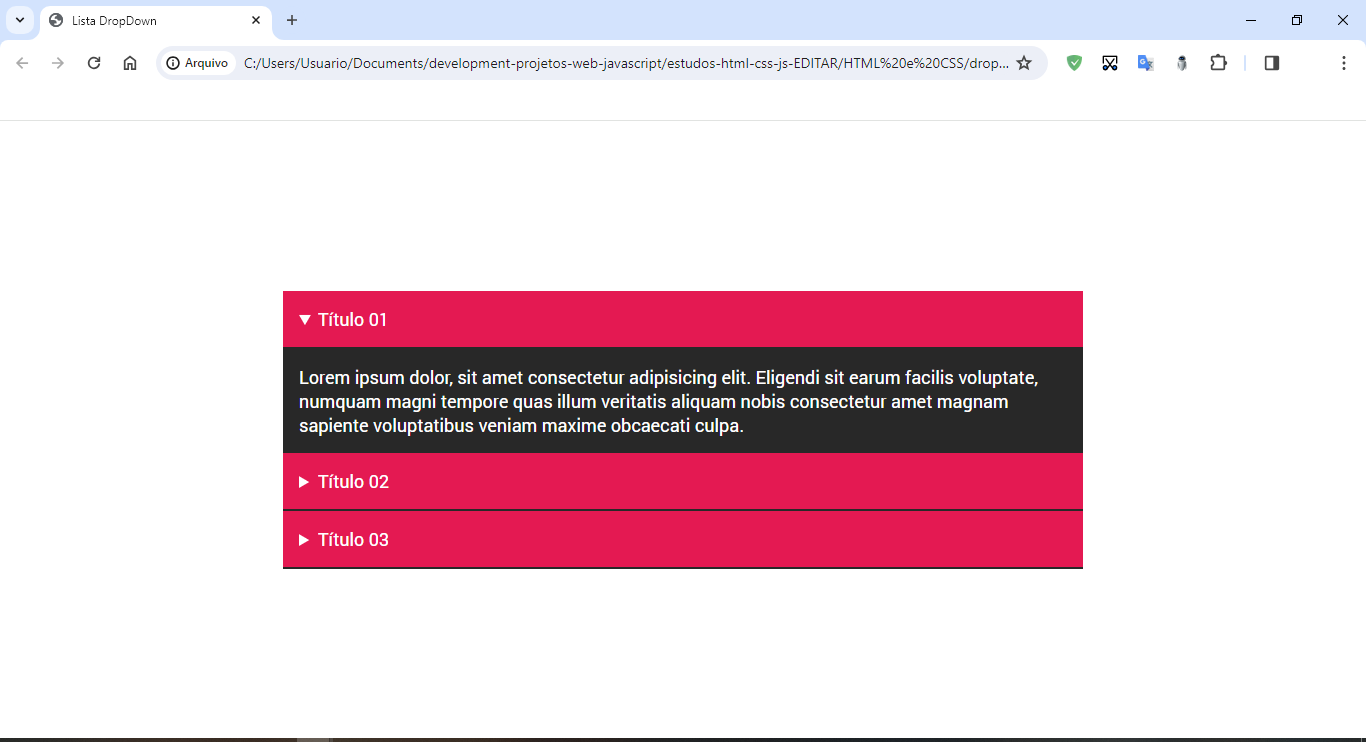 Lista DropDown
Arquivo
C:/Users/Usuario/Documents/development-projetos-web-javascript/estudos-html-css-js-EDITAR/HTML%20e%20CSS/drop...
Título 01
Lorem ipsum dolor, sit amet consectetur adipisicing elit. Eligendi sit earum facilis voluptate,
numquam magni tempore quas illum veritatis aliquam nobis consectetur amet magnam
sapiente voluptatibus veniam maxime obcaecati culpa.
Título 02
Título 03